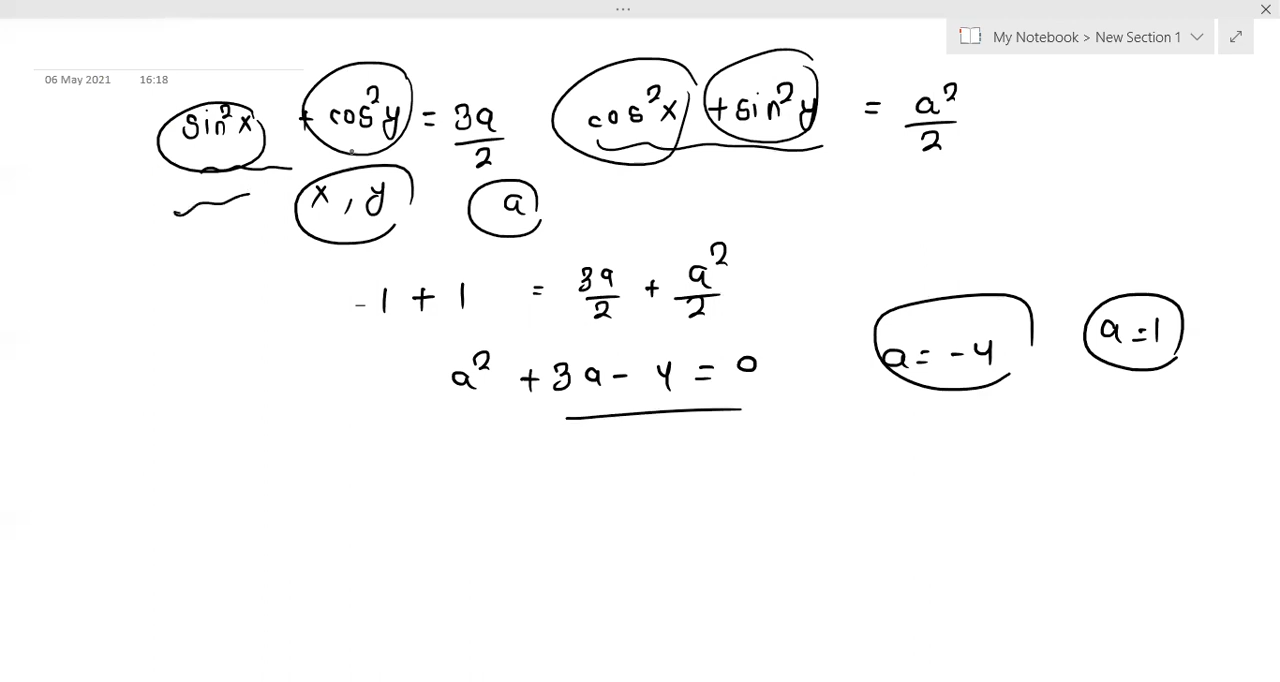 ...
My Notebook > New Section 1
06 May 2021 16:18
sin²x + cos²y = 3a/2 cos²x + sin²y = a²/2
x, y a
-1 + 1 = 3a/2 + a²/2
a = -4 a = 1
a² + 3a - 4 = 0